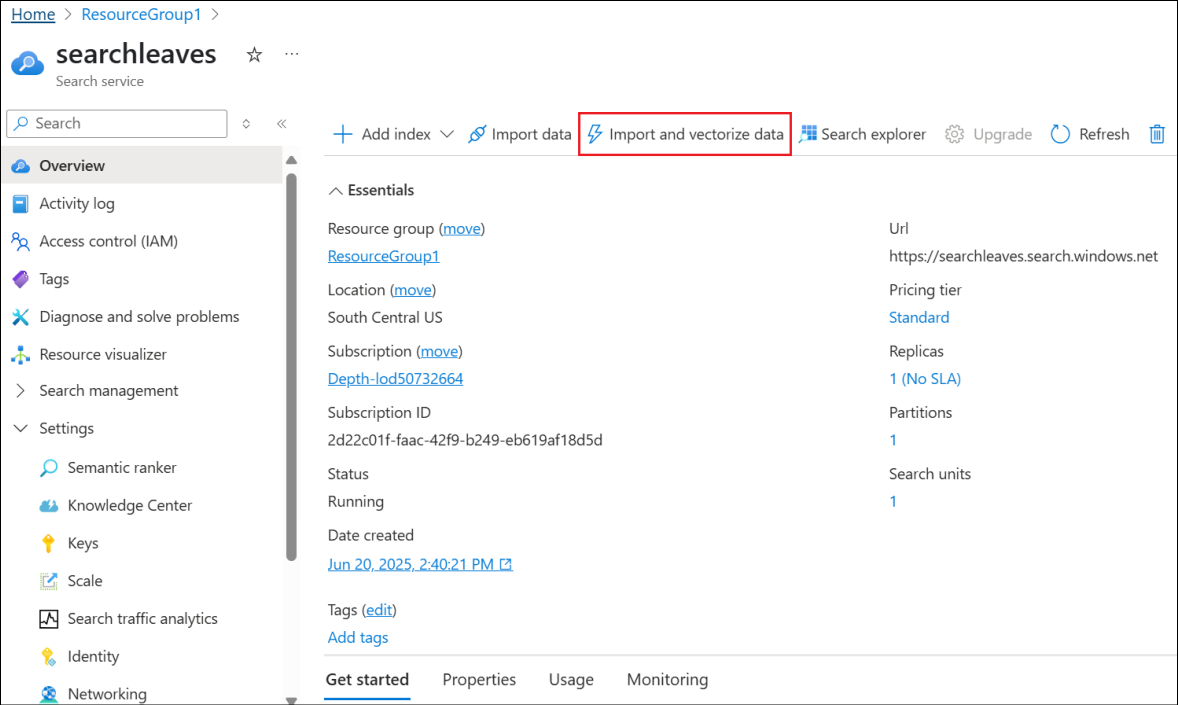 Home > ResourceGroup1 >
searchleaves
Search service
Search
Overview
Activity log
Access control (IAM)
Tags
Diagnose and solve problems
Resource visualizer
Search management
Settings
Semantic ranker
Knowledge Center
Keys
Scale
Search traffic analytics
Identity
Networking
Add index
Import data
Import and vectorize data
Search explorer
Upgrade
Refresh
Essentials
Resource group (move)
ResourceGroup1
Location (move)
South Central US
Subscription (move)
Depth-lod50732664
Subscription ID
2d22c01f-faac-42f9-b249-eb619af18d5d
Status
Running
Date created
Jun 20, 2025, 2:40:21 PM
Tags (edit)
Add tags
Url
https://searchleaves.search.windows.net
Pricing tier
Standard
Replicas
1 (No SLA)
Partitions
1
Search units
1
Get started
Properties
Usage
Monitoring